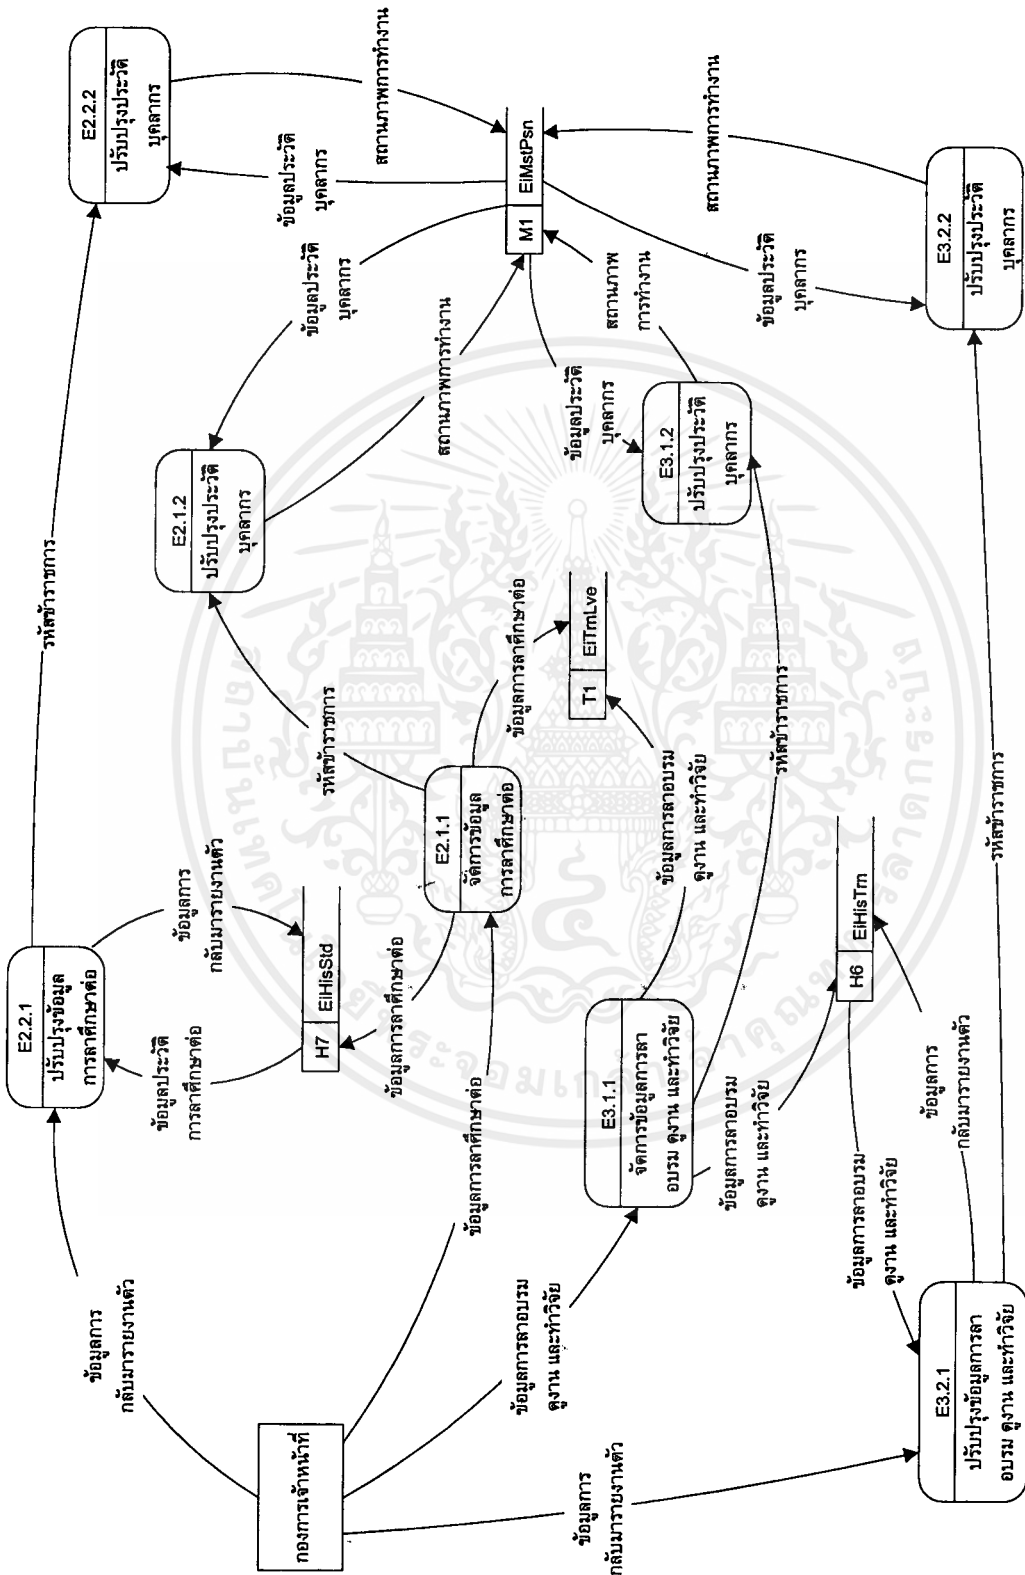 E2.2.1
ปรับปรุงข้อมูล
การลาศึกษาต่อ
รหัสข้าราชการ
E2.2.2
ปรับปรุงประวัติ
บุคลากร
ข้อมูลการ
กลับมารายงานตัว
ข้อมูลประวัติ
การลาศึกษาต่อ
ข้อมูลการ
กลับมารายงานตัว
H7
EiHisStd
ข้อมูลการลาศึกษาต่อ
รหัสข้าราชการ
E2.1.2
ปรับปรุงประวัติ
บุคลากร
ข้อมูลประวัติ
บุคลากร
ข้อมูลประวัติ
บุคลากร
สถานภาพการทำงาน
สถานภาพการทำงาน
กองการเจ้าหน้าที่
ข้อมูลการลาศึกษาต่อ
E2.1.1
จัดการข้อมูล
การลาศึกษาต่อ
ข้อมูลการลาศึกษาต่อ
T1
EiTrnLve
M1
EiMstPsn
ข้อมูลการลาอบรม
ดูงาน และทำวิจัย
E3.1.1
จัดการข้อมูลการลา
อบรม ดูงาน และทำวิจัย
ข้อมูลการลาอบรม
ดูงาน และทำวิจัย
รหัสข้าราชการ
ข้อมูลประวัติ
บุคลากร
สถานภาพ
การทำงาน
E3.1.2
ปรับปรุงประวัติ
บุคลากร
ข้อมูลการลาอบรม
ดูงาน และทำวิจัย
H6
EiHisTrn
ข้อมูลประวัติ
บุคลากร
สถานภาพการทำงาน
ข้อมูลการ
กลับมารายงานตัว
ข้อมูลการลาอบรม
ดูงาน และทำวิจัย
ข้อมูลการ
กลับมารายงานตัว
E3.2.1
ปรับปรุงข้อมูลการลา
อบรม ดูงาน และทำวิจัย
รหัสข้าราชการ
E3.2.2
ปรับปรุงประวัติ
บุคลากร